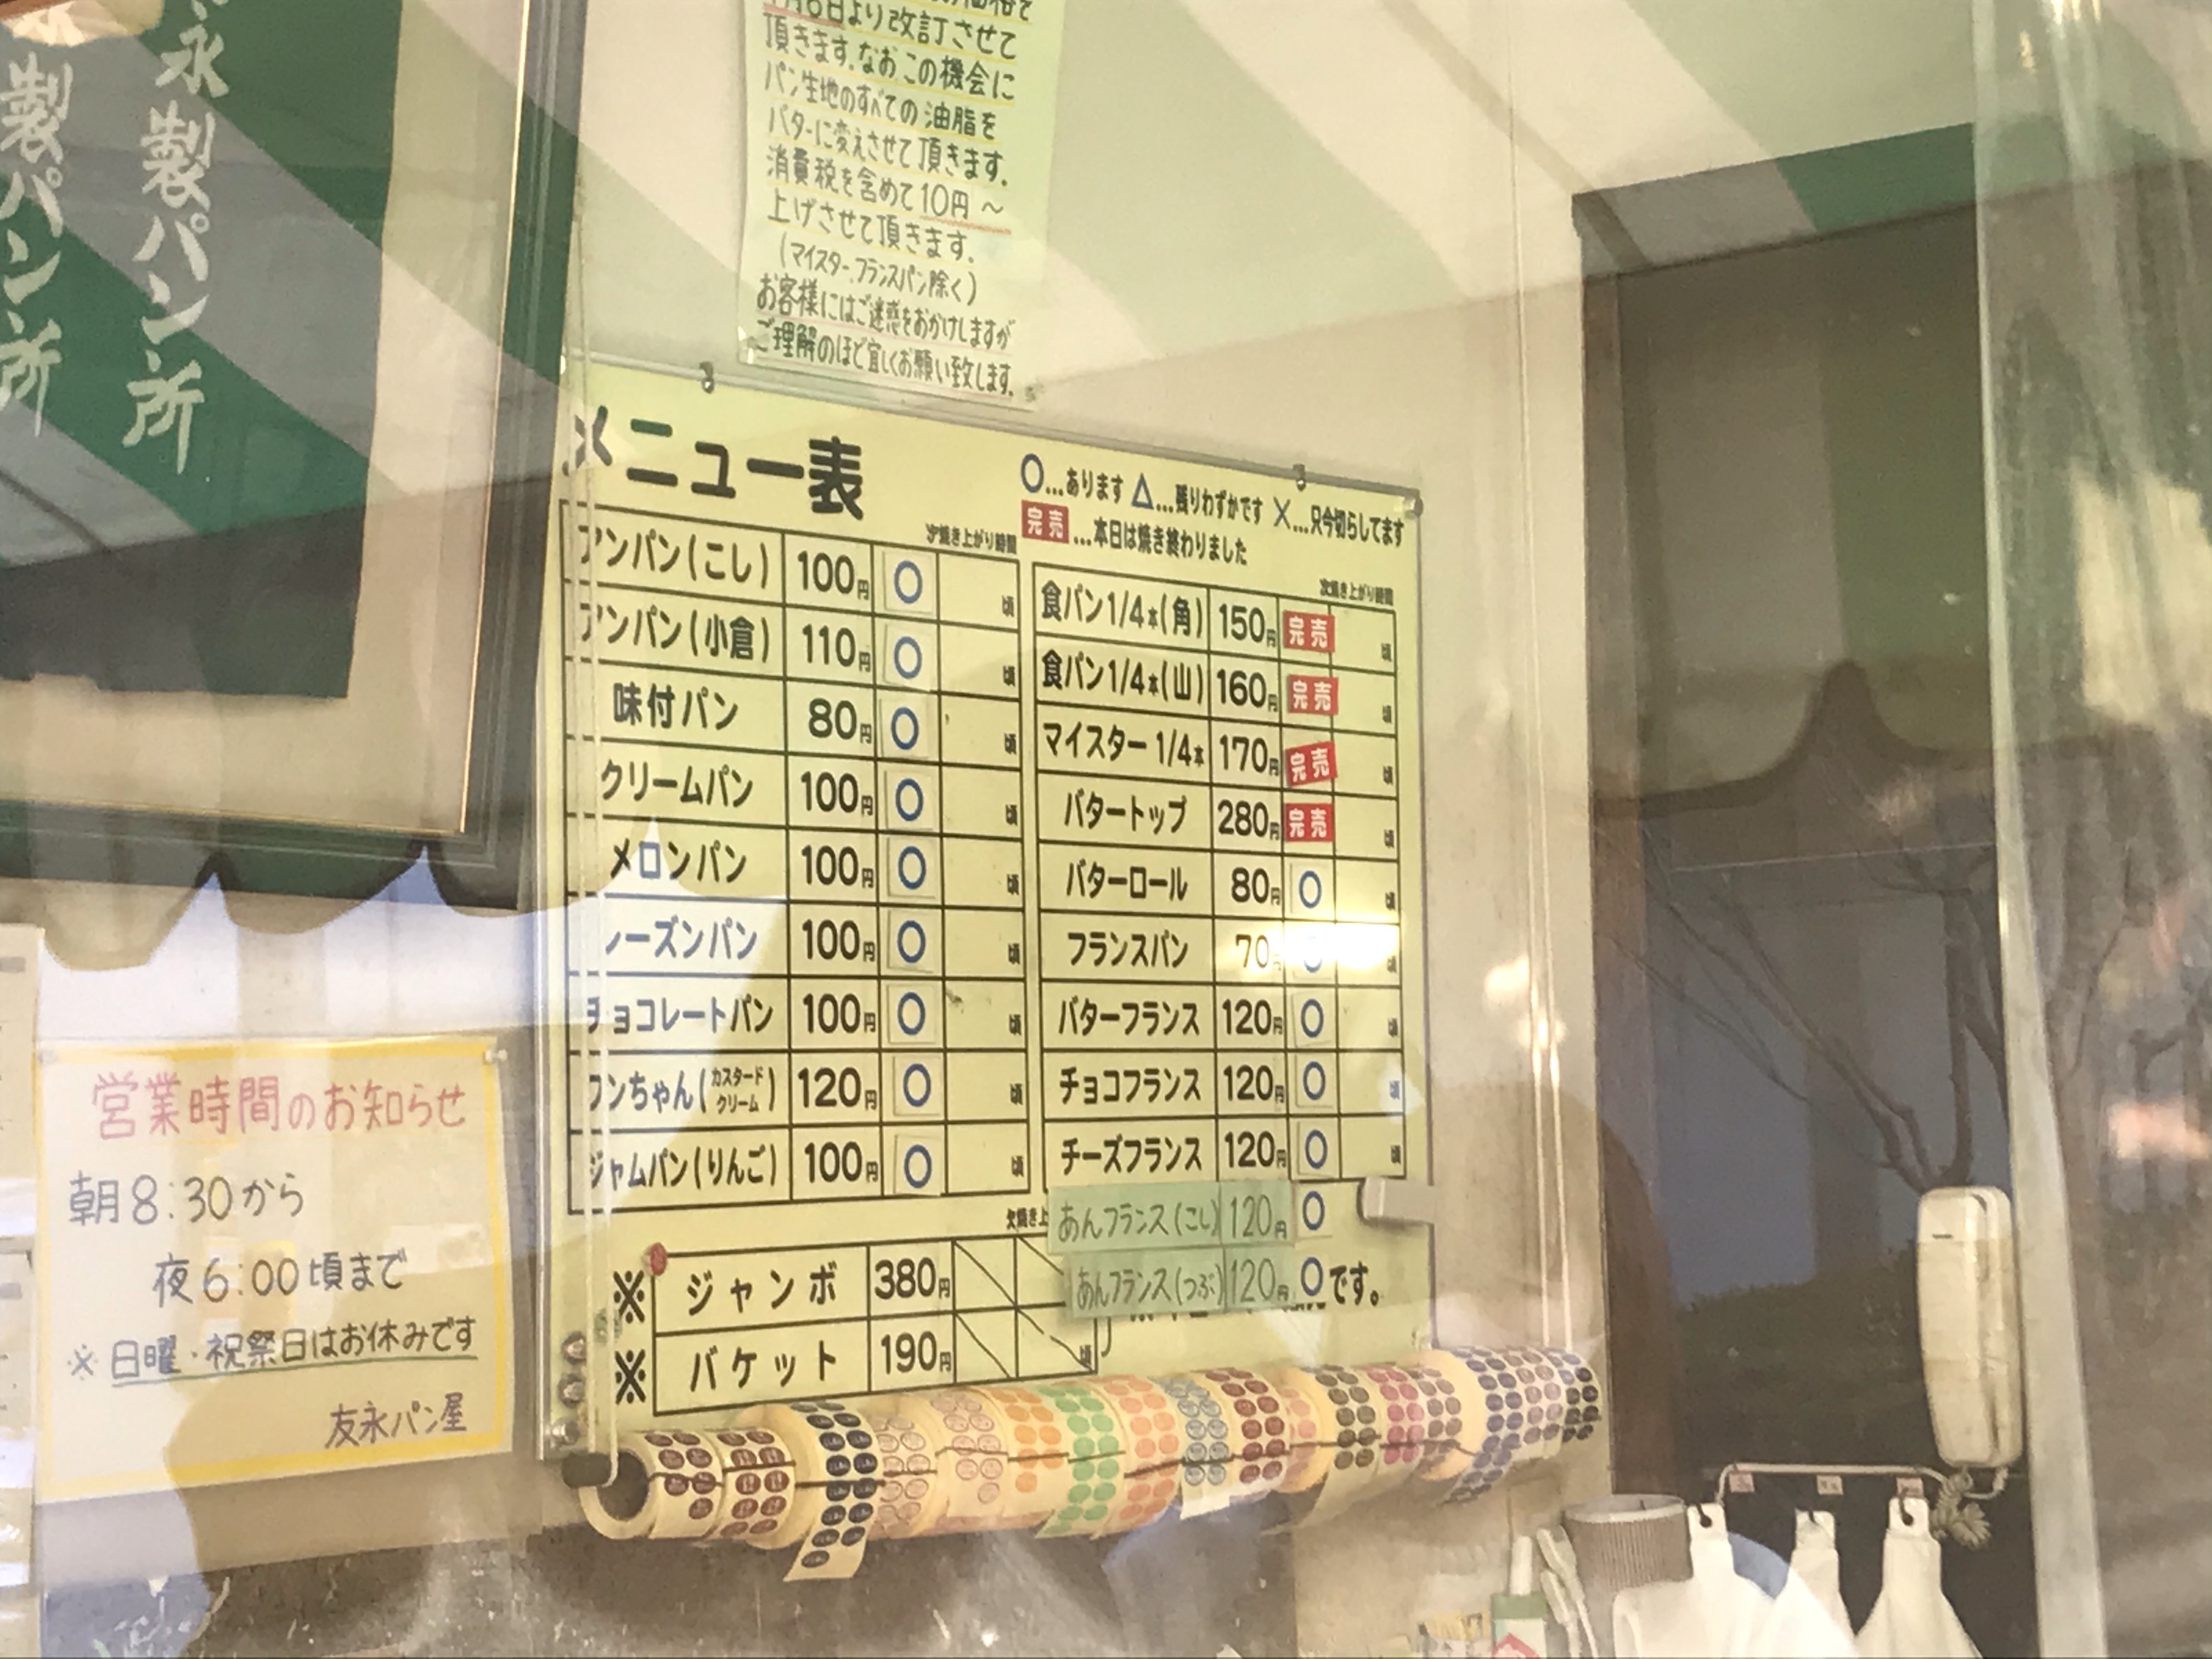 永製パン所
製パン所
日より改訂させて
頂きます。なおこの機会に
パン生地のすべての油脂を
バターに変えさせて頂きます。
消費税を含めて10円〜
上げさせて頂きます。
(マイスター、フランスパン除く)
お客様にはご迷惑をおかけしますが
ご理解のほど宜しくお願い致します。
メニュー表
○…あります △…残りわずかです ×…只今切らしてます
完売…本日は焼き終わりました
次焼き上がり時間
アンパン(こし) 100円 ○ 頃
アンパン(小倉) 110円 ○ 頃
味付パン 80円 ○ 頃
クリームパン 100円 ○ 頃
メロンパン 100円 ○ 頃
レーズンパン 100円 ○ 頃
チョコレートパン 100円 ○ 頃
ワンちゃん(カスタードクリーム) 120円 ○ 頃
ジャムパン(りんご) 100円 ○ 頃
次焼き上がり時間
食パン1/4本(角) 150円 完売 頃
食パン1/4本(山) 160円 完売 頃
マイスター1/4本 170円 完売 頃
バタートップ 280円 完売 頃
バターロール 80円 ○ 頃
フランスパン 70円 ○ 頃
バターフランス 120円 ○ 頃
チョコフランス 120円 ○ 頃
チーズフランス 120円 ○ 頃
あんフランス(こし) 120円 ○
あんフランス(つぶ) 120円 ○
です。
次焼き上
※ ジャンボ 380円
※ バケット 190円 頃
営業時間のお知らせ
朝8:30から
夜6:00頃まで
※日曜・祝祭日はお休みです
友永パン屋